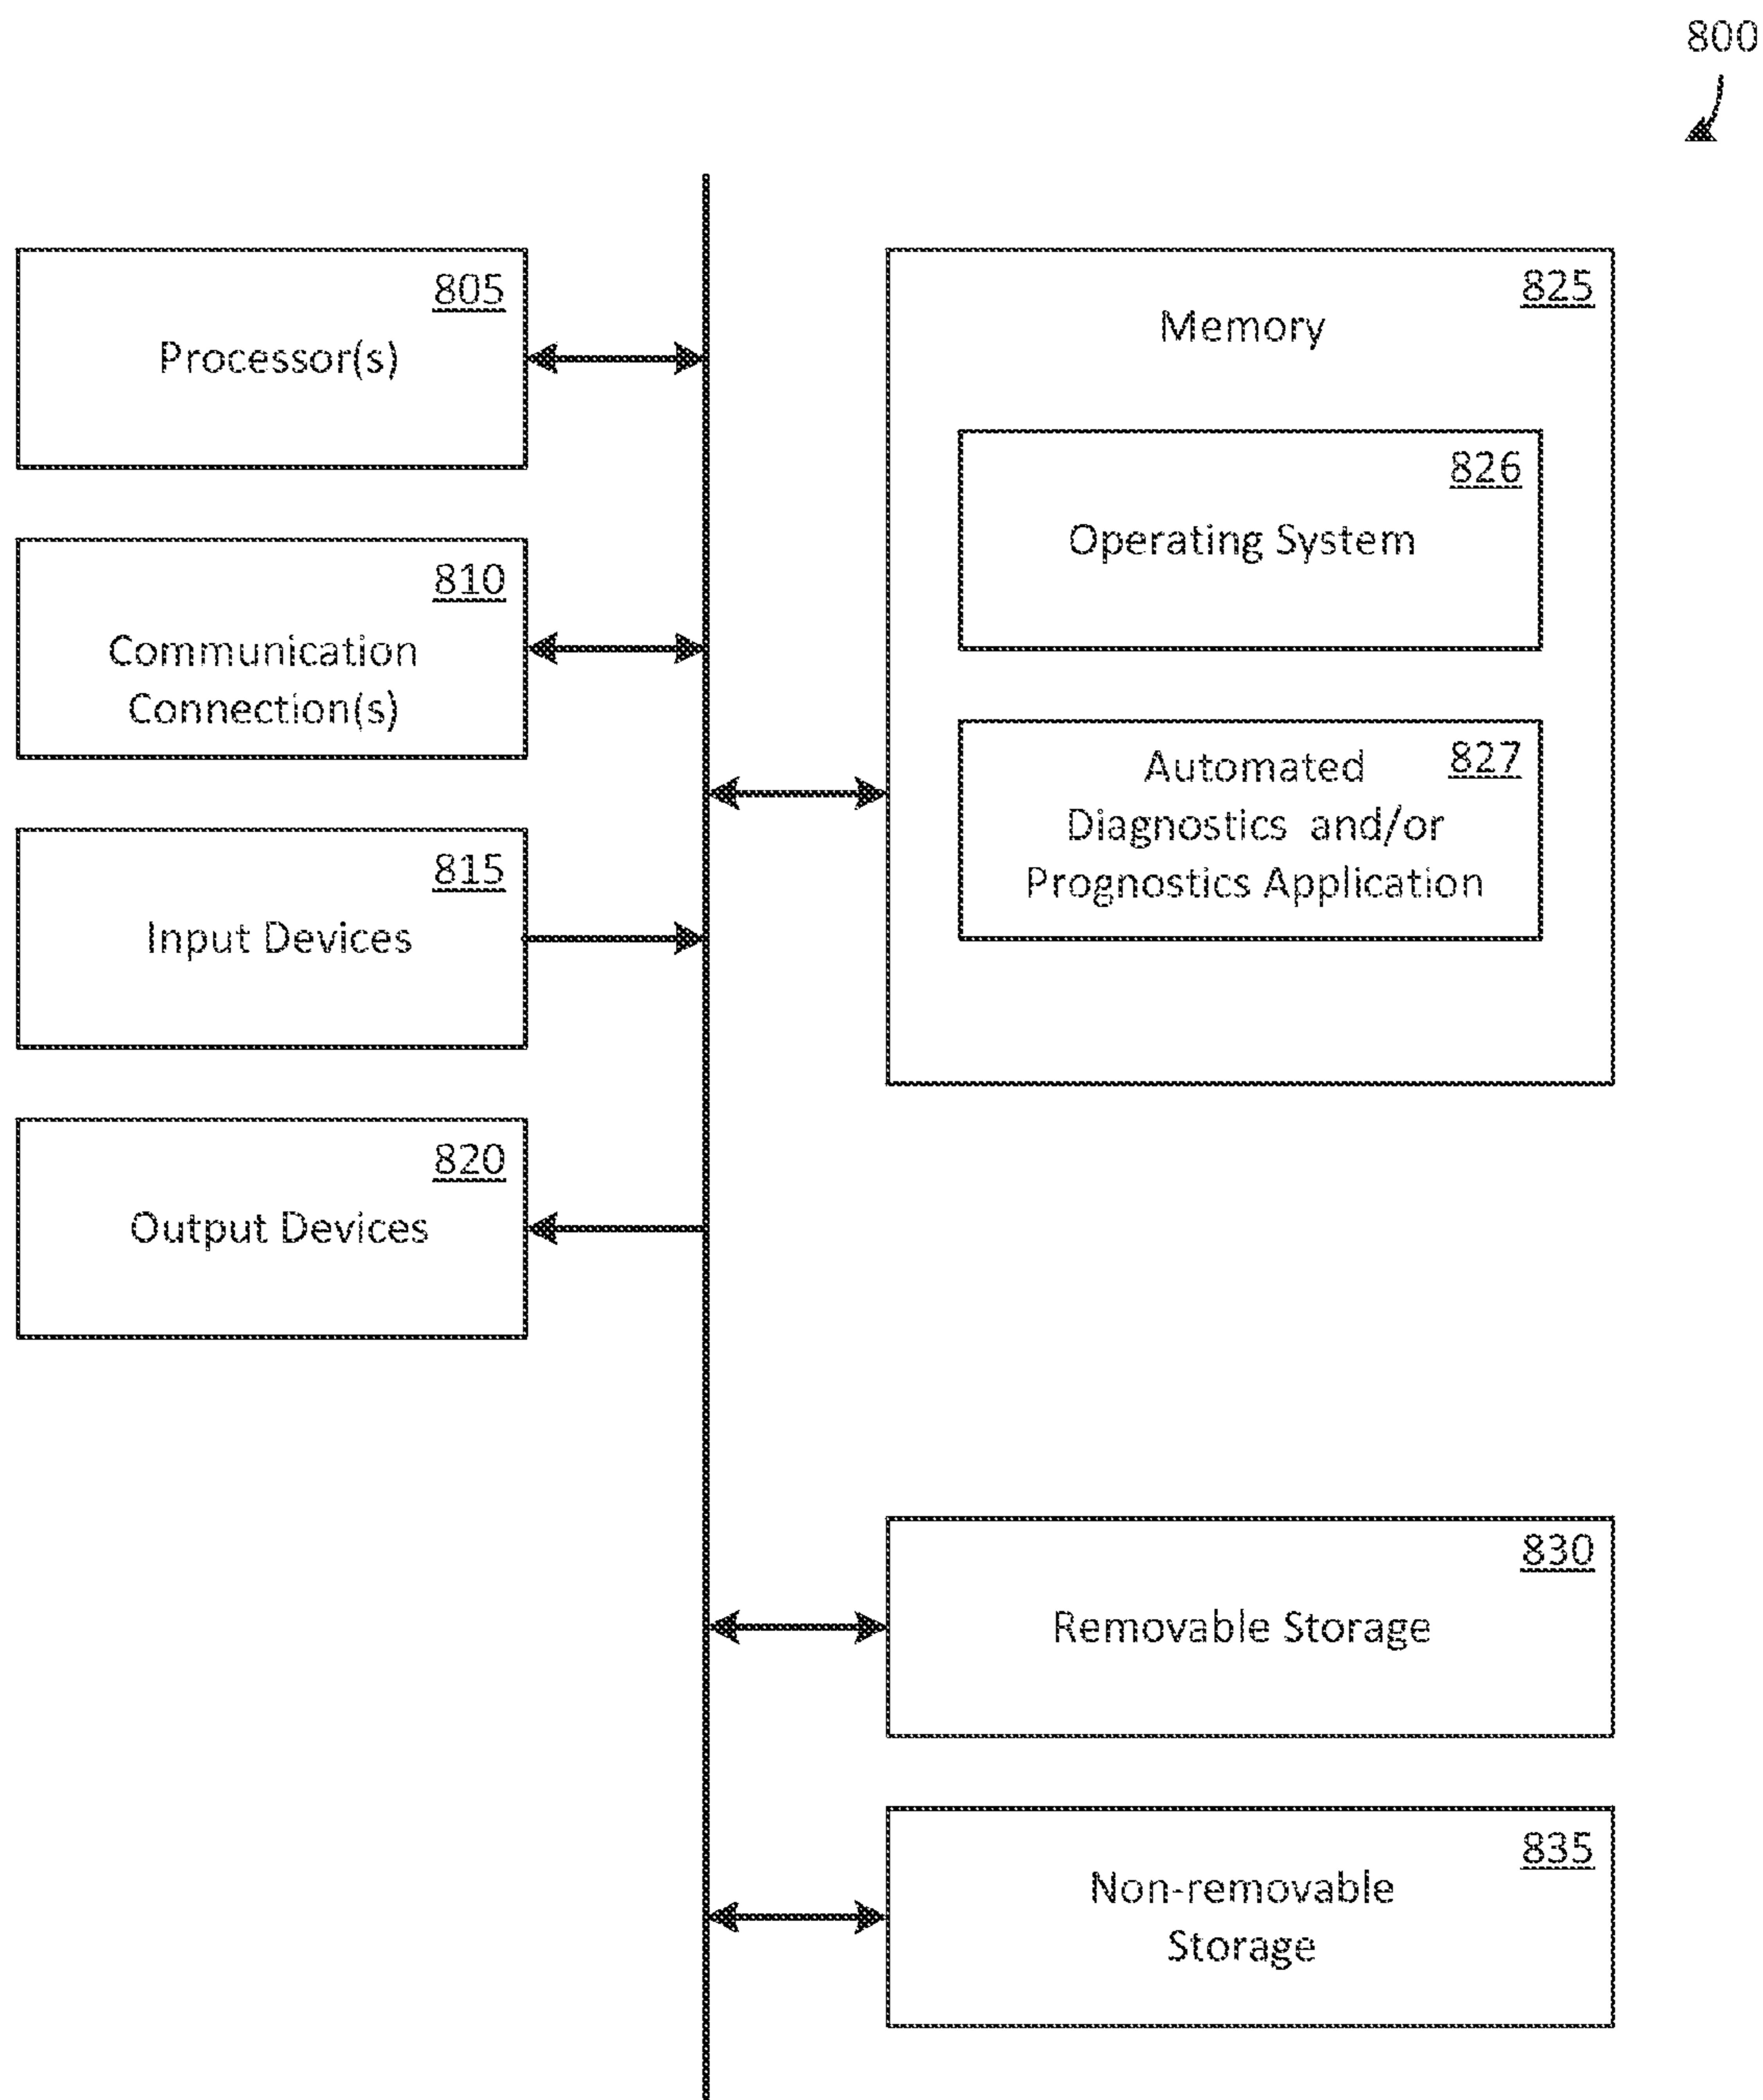 800
805
Processor(s)
810
Communication
Connection(s)
815
Input Devices
820
Output Devices
825
Memory
826
Operating System
827
Automated
Diagnostics and/or
Prognostics Application
830
Removable Storage
835
Non-removable
Storage